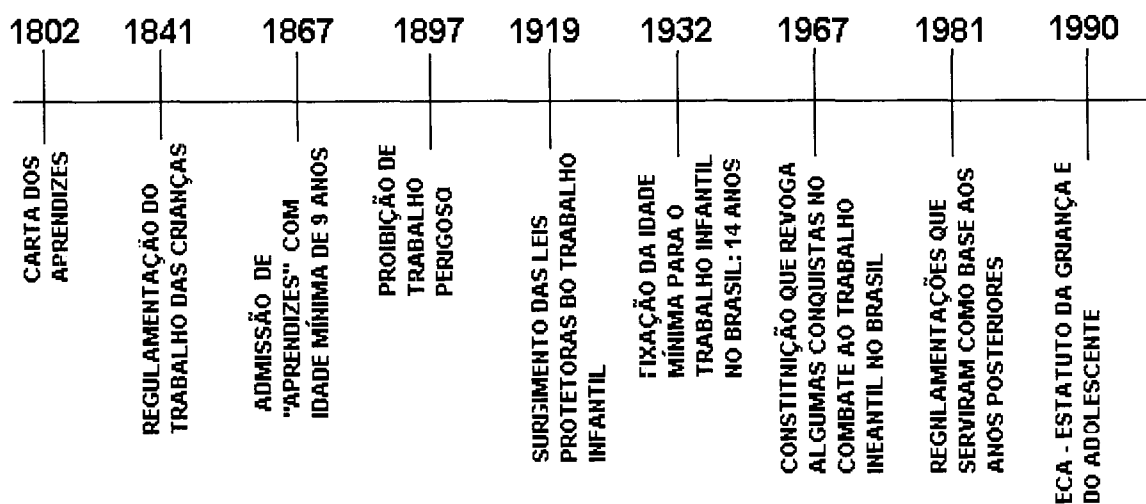 1802
1841
1867
1897
1919
1932
1967
1981
1990
CARTA DOS
APRENDIZES
REGULAMENTAÇÃO DO
TRABALHO DAS CRIANÇAS
ADMISSÃO DE
"APRENDIZES" COM
IDADE MÍNIMA DE 9 ANOS
PROIBIÇÃO DE
TRABALHO
PERIGOSO
SURGIMENTO DAS LEIS
PROTETORAS BO TRABALHO
INFANTIL
FIXAÇÃO DA IDADE
MÍNIMA PARA O
TRABALHO INFANTIL
NO BRASIL: 14 ANOS
CONSTITNIÇÃO QUE REVOGA
ALGUMAS CONQUISTAS NO
COMBATE AO TRABALHO
INEANTIL NO BRASIL
REGNLAMENTAÇÕES QUE
SERVIRAM COMO BASE AOS
ANOS POSTERIORES
ECA - ESTATUTO DA GRIANÇA E
DO ADOLESCENTE